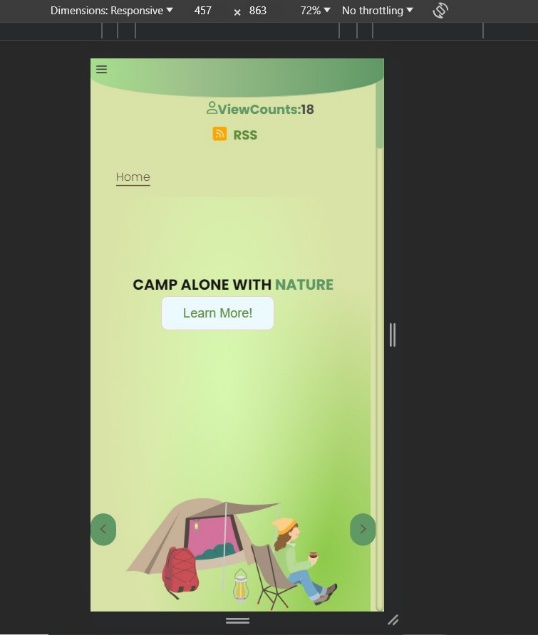 Dimensions: Responsive 457 × 863 72% No throttling
ViewCounts:18
RSS
Home
CAMP ALONE WITH NATURE
Learn More!